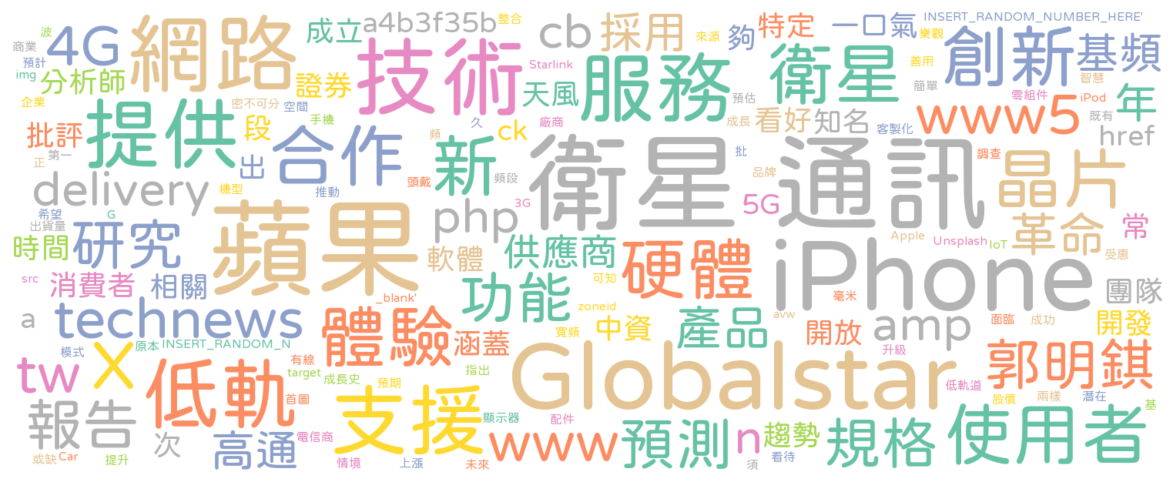 波 商業 預計 img 4G 網路 成立 a4b3f35b 整合 cb 採用 來源 夠 特定 一口氣 INSERT_RANDOM_NUMBER_HERE' 樂觀
分析師 證券 技術 Starlink 服務 衛星 善用 創新 基頻
企業 密不可分 空間 手機 天風 預估 簡單 零組件 智慧 iPod 年
批評 提供 段 廠商 成長 看好 知名 客製化 www5 既有 href
正 第一 出 合作 久 ck 頻 新 衛星 批 通訊 調查 晶片
delivery 槽型 推動 頭戴 頻段 品牌
希望 G 出貨量 蘋果 php 3G 5G Apple Unsplash IoT 革命 常
時間 研究 軟體 供應商 硬體 iPhone 受惠
src 消費者 相關 _blank' 功能 可知 毫米 團隊
a technews 體驗 涵蓋 zoneid 寬頻 中資 產品 avw 開放 amp 面臨 成功 開發
模式 原本 INSERT_RANDOM_N 有線 升級
tw X 低軌 target 成長史 預期 指出 Globalstar 低軌道 郭明錤
首圖 支援 顯示器 配件 股價 兩樣 潛在 基
報告 次 高通 電信商 www 預測 n 趨勢 規格 使用者
或缺 Car 提升 情境 上漲 未來 須 看待